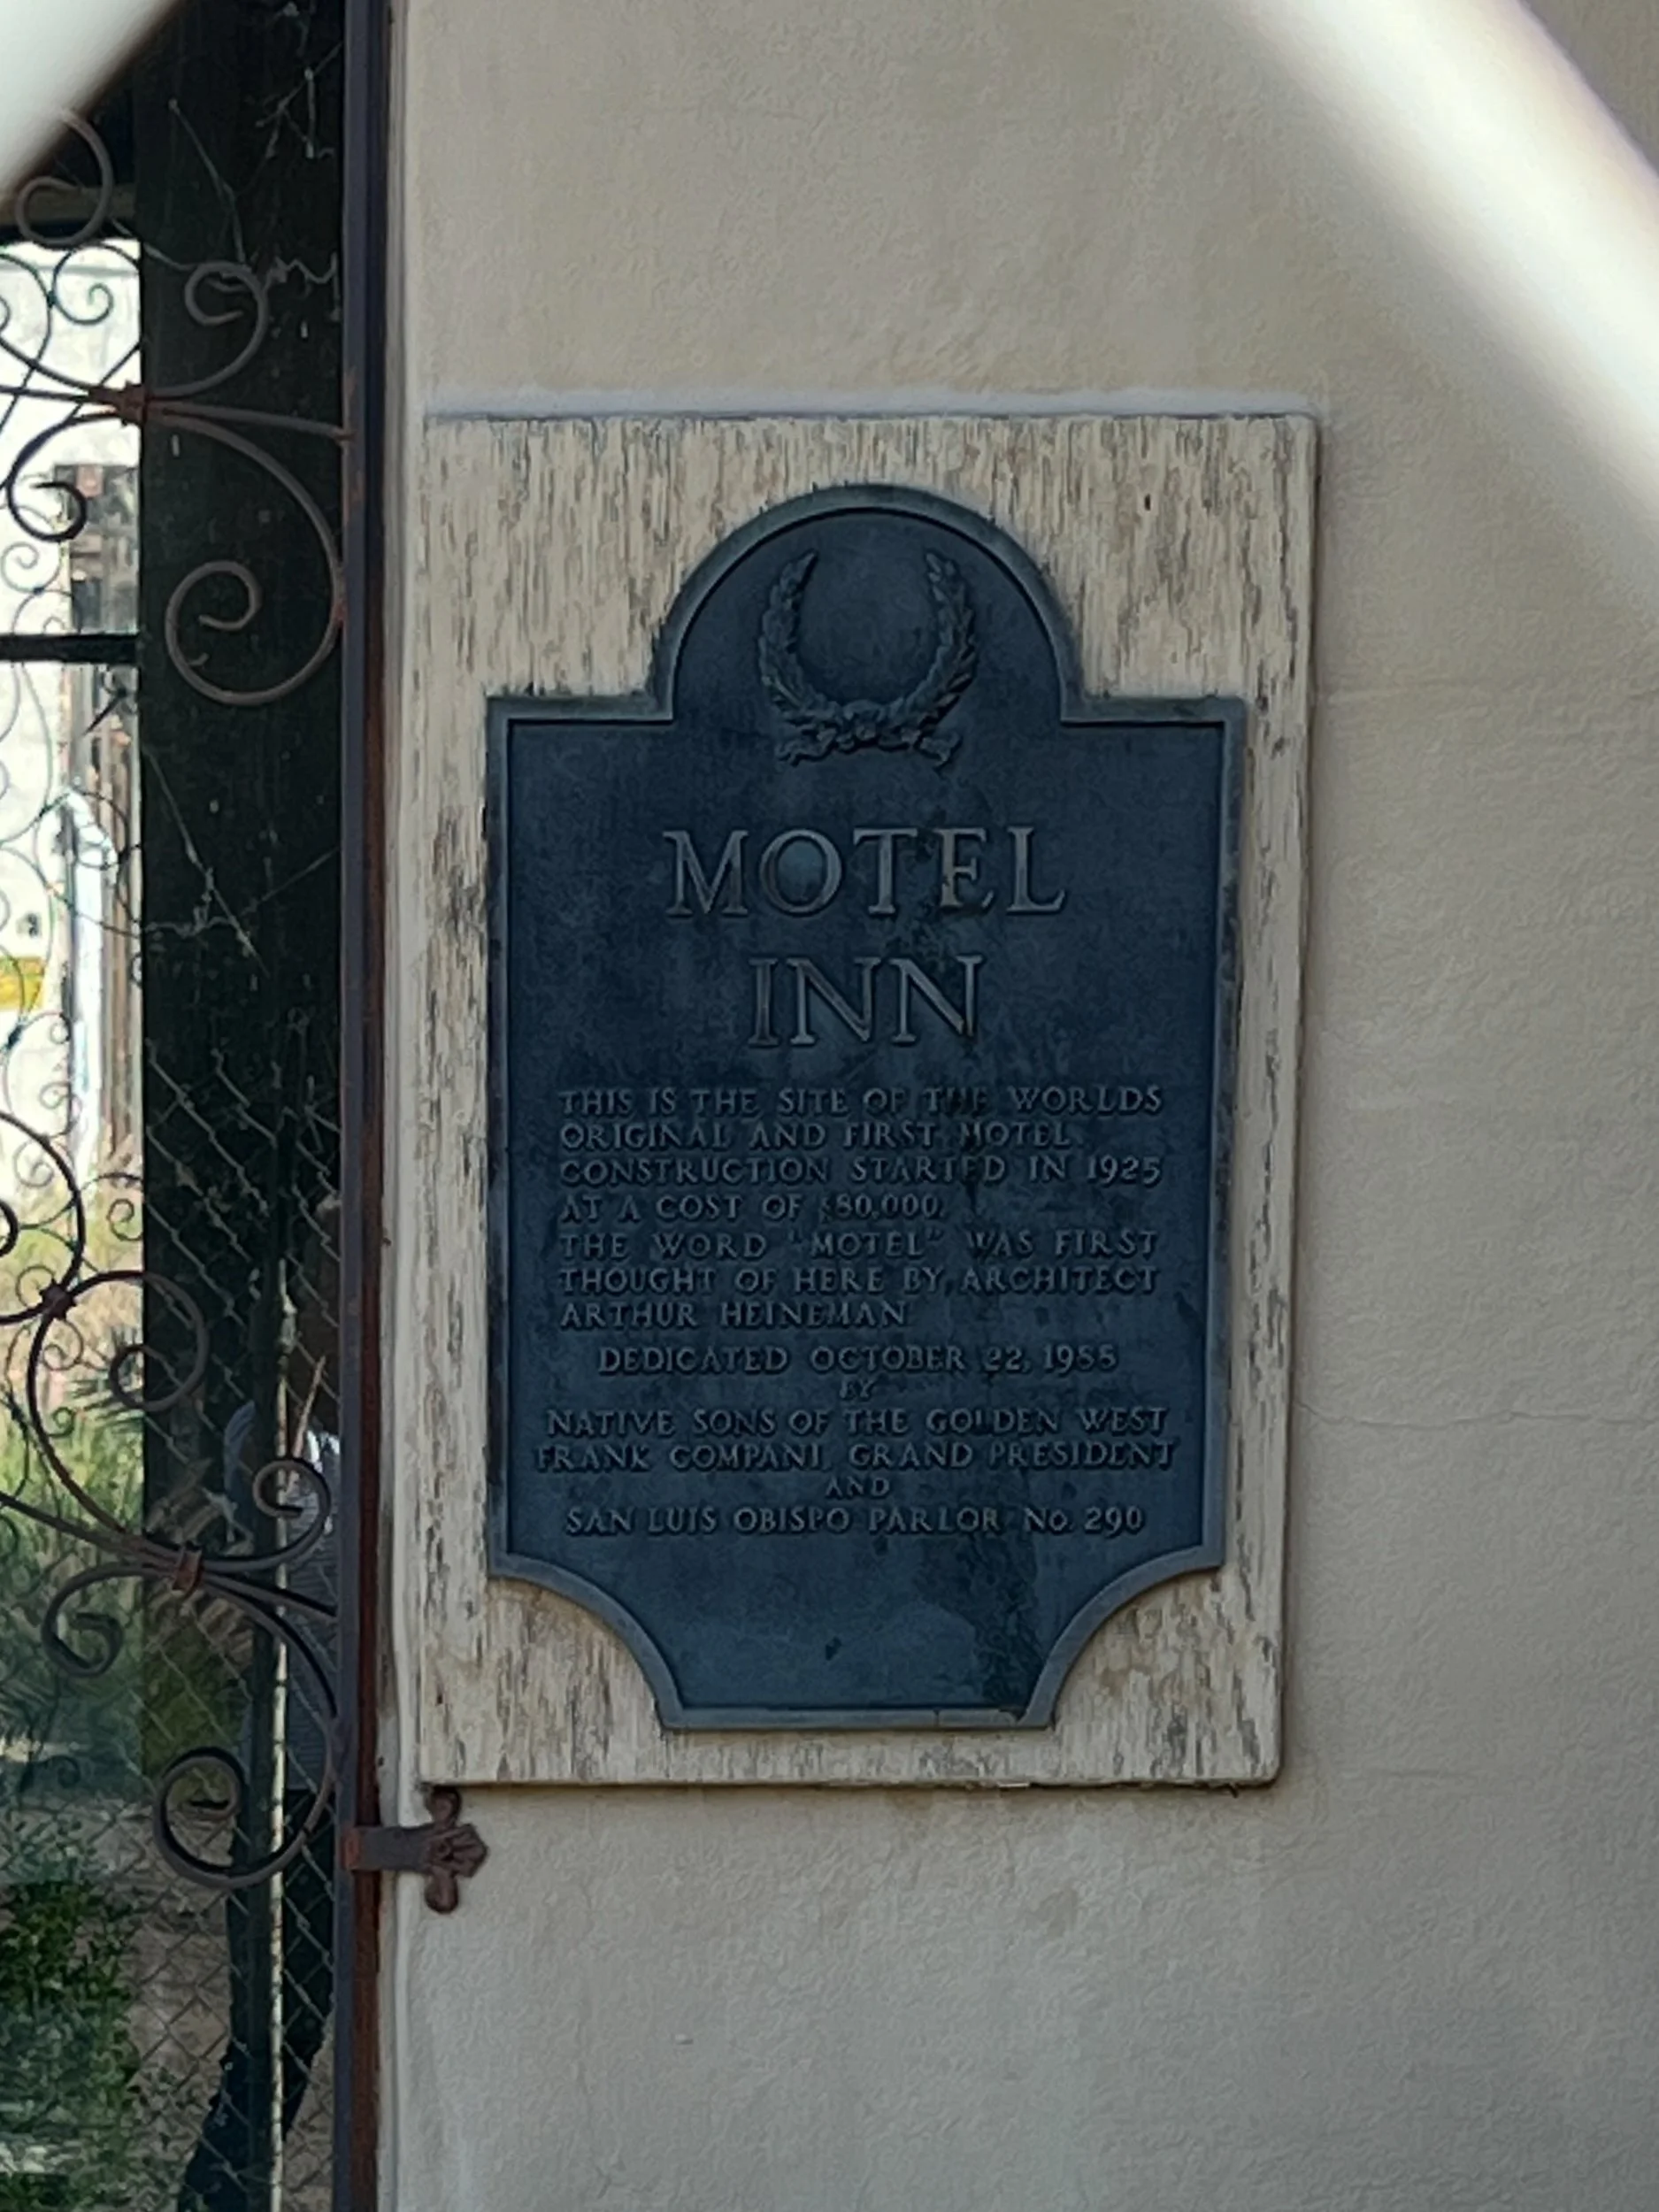 MOTEL
INN
THIS IS THE SITE OF THE WORLDS
ORIGINAL AND FIRST MOTEL
CONSTRUCTION STARTED IN 1925
AT A COST OF $80,000.
THE WORD "MOTEL" WAS FIRST
THOUGHT OF HERE BY ARCHITECT
ARTHUR HEINEMAN
DEDICATED OCTOBER 22, 1988
BY
NATIVE SONS OF THE GOLDEN WEST
FRANK COMPANI, GRAND PRESIDENT
AND
SAN LUIS OBISPO PARLOR No. 290